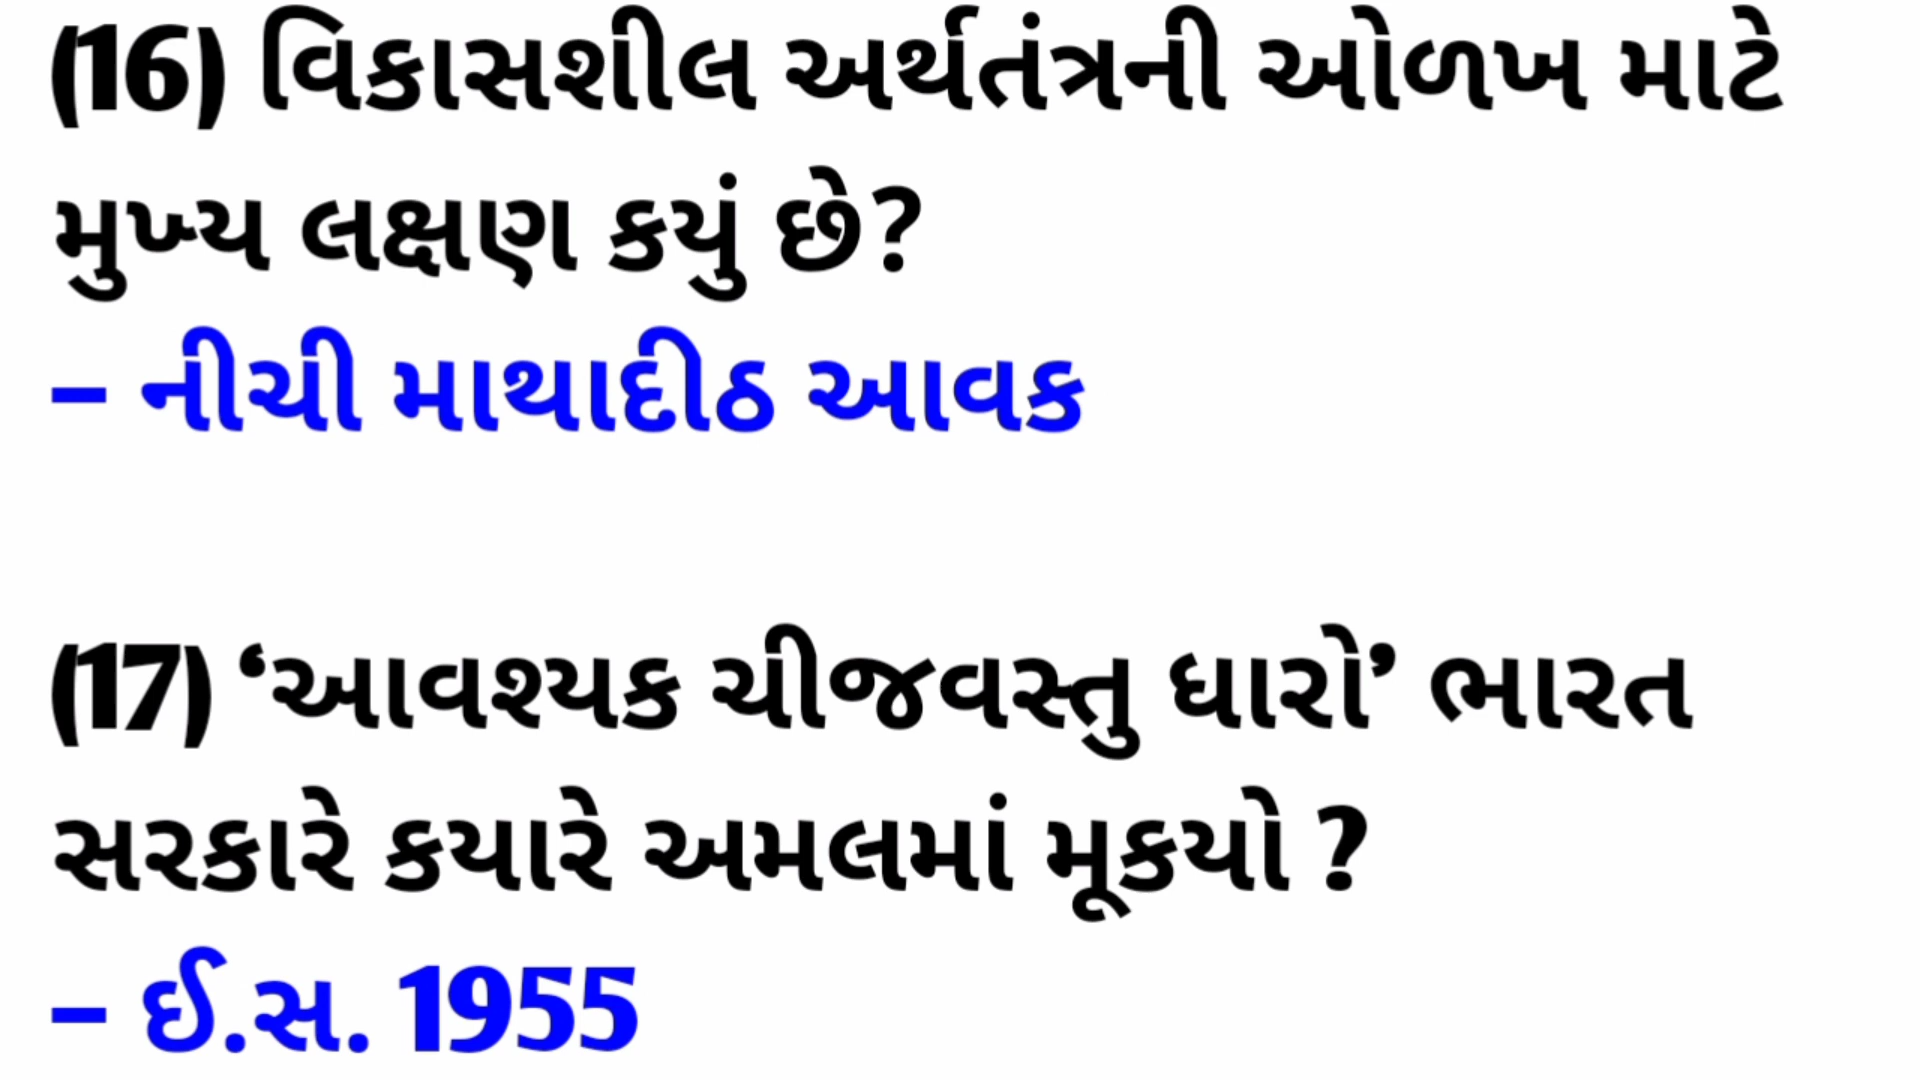 (16) વિકાસશીલ અર્થતંત્રની ઓળખ માટે
મુખ્ય લક્ષણ કયું છે?
– નીચી માથાદીઠ આવક
(17) ‘આવશ્યક ચીજવસ્તુ ધારો’ ભારત
સરકારે કયારે અમલમાં મૂકયો ?
– ઈ.સ. 1955